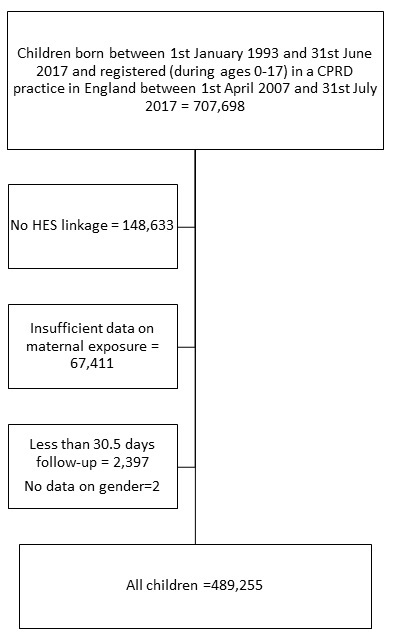 Children born between 1st January 1993 and 31st June
2017 and registered (during ages 0-17) in a CPRD
practice in England between 1st April 2007 and 31st July
2017 = 707,698
No HES linkage = 148,633
Insufficient data on
maternal exposure =
67,411
Less than 30.5 days
follow-up = 2,397
No data on gender=2
All children =489,255